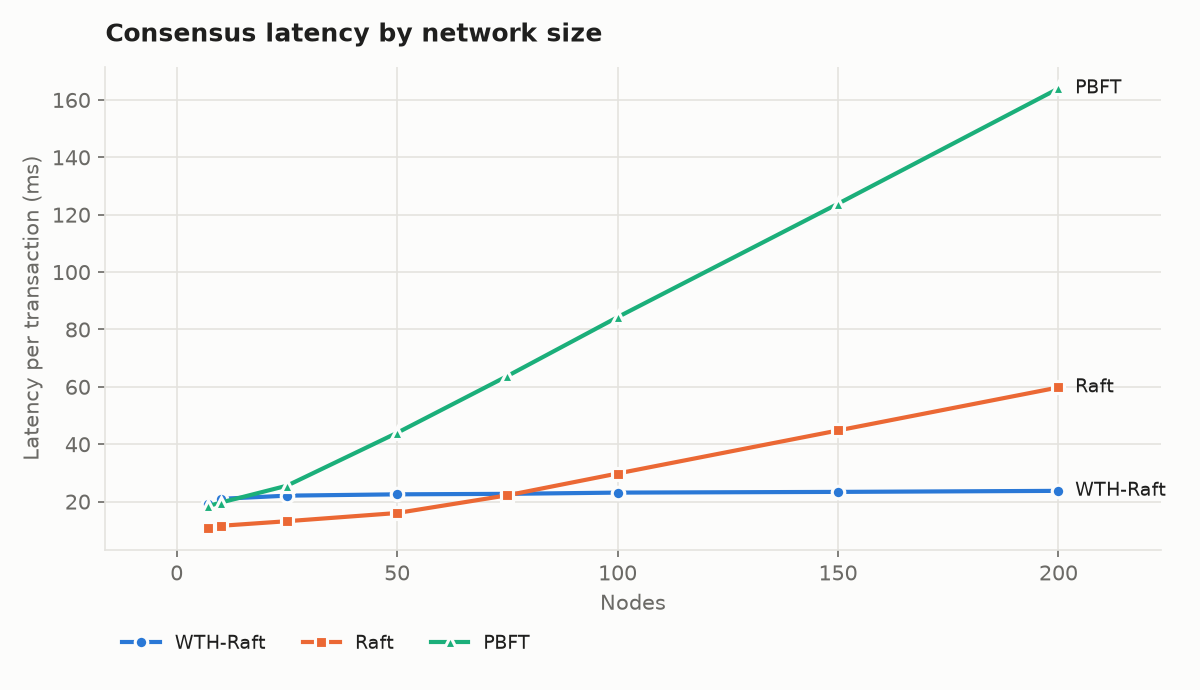 Consensus latency by network size
Latency per transaction (ms)
160
140
120
100
80
60
40
20
PBFT
Raft
WTH-Raft
0 50 100 150 200
Nodes
WTH-Raft Raft PBFT